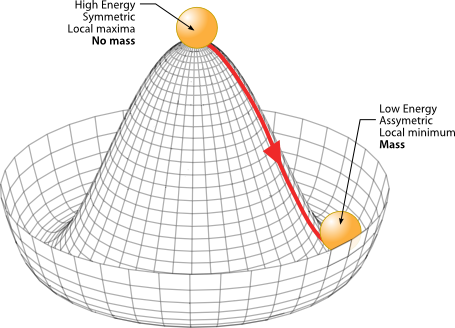 High Energy
Symmetric
Local maxima
No mass
Low Energy
Assymetric
Local minimum
Mass